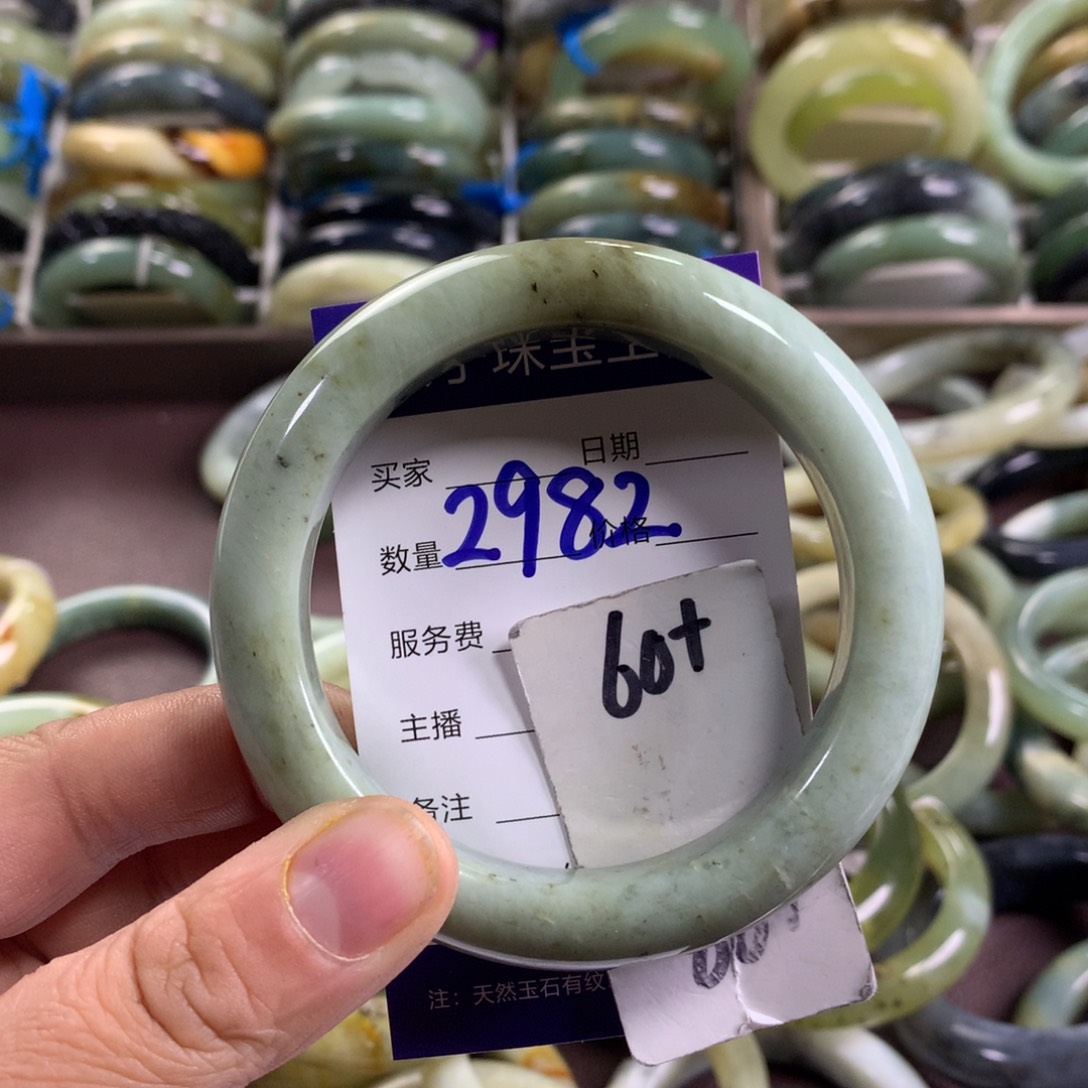 珠宝玉
买家 日期
2982
数量 价格
服务费
60+
主播
备注
注：天然玉石有纹